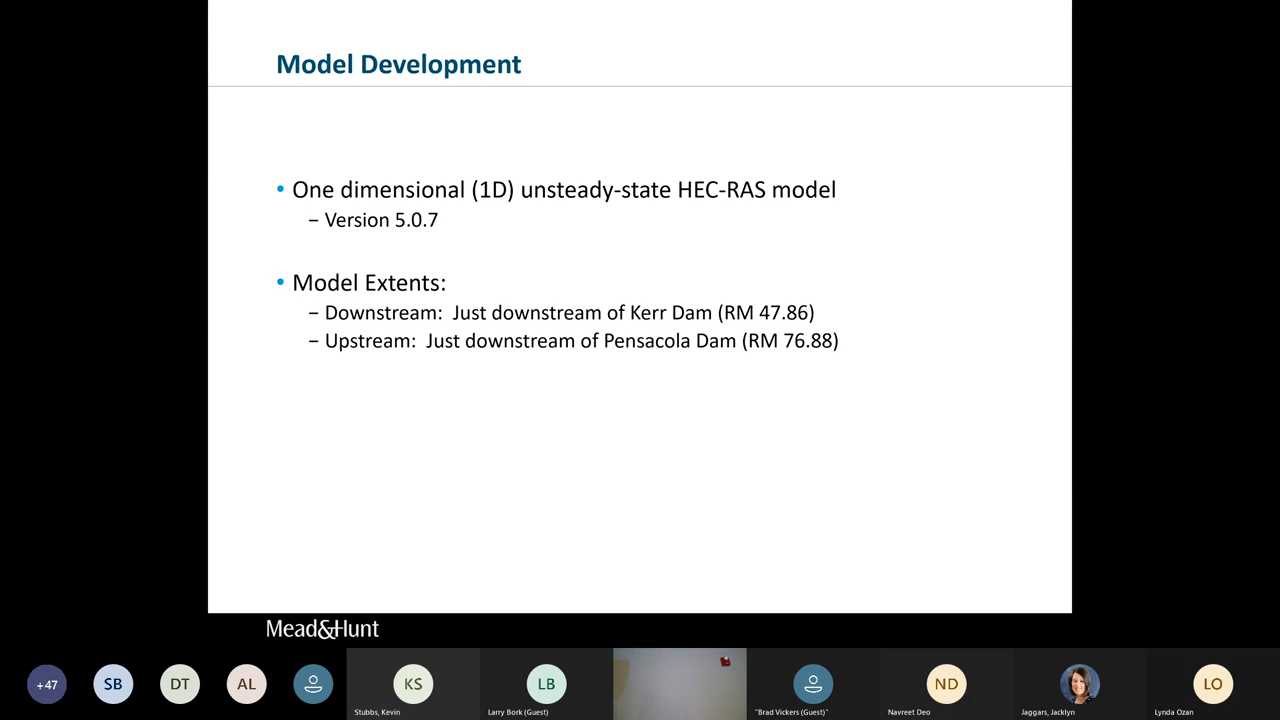 Model Development
• One dimensional (1D) unsteady-state HEC-RAS model
– Version 5.0.7
• Model Extents:
– Downstream:  Just downstream of Kerr Dam (RM 47.86)
– Upstream:  Just downstream of Pensacola Dam (RM 76.88)
Mead&Hunt
+47 SB DT AL KS LB ND LO
Stubbs, Kevin Larry Bork (Guest) "Brad Vickers (Guest)" Navreet Deo Jaggars, Jacklyn Lynda Ozan